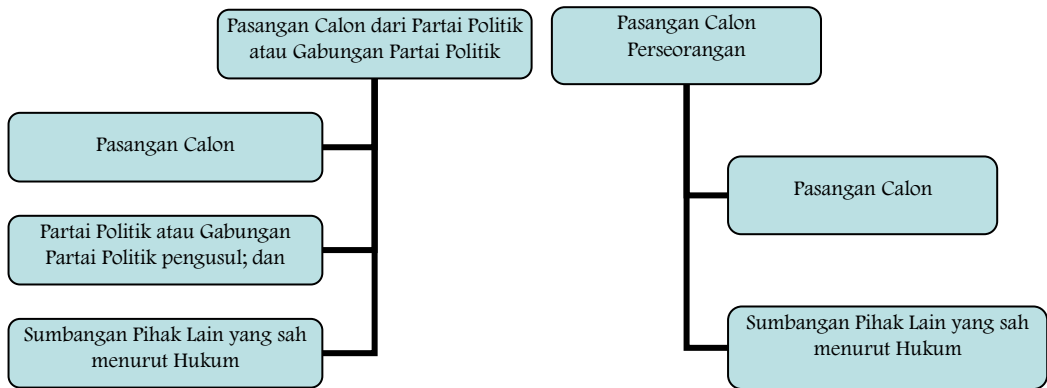 Pasangan Calon dari Partai Politik
atau Gabungan Partai Politik
Pasangan Calon
Partai Politik atau Gabungan
Partai Politik pengusul; dan
Sumbangan Pihak Lain yang sah
menurut Hukum
Pasangan Calon
Perseorangan
Pasangan Calon
Sumbangan Pihak Lain yang sah
menurut Hukum